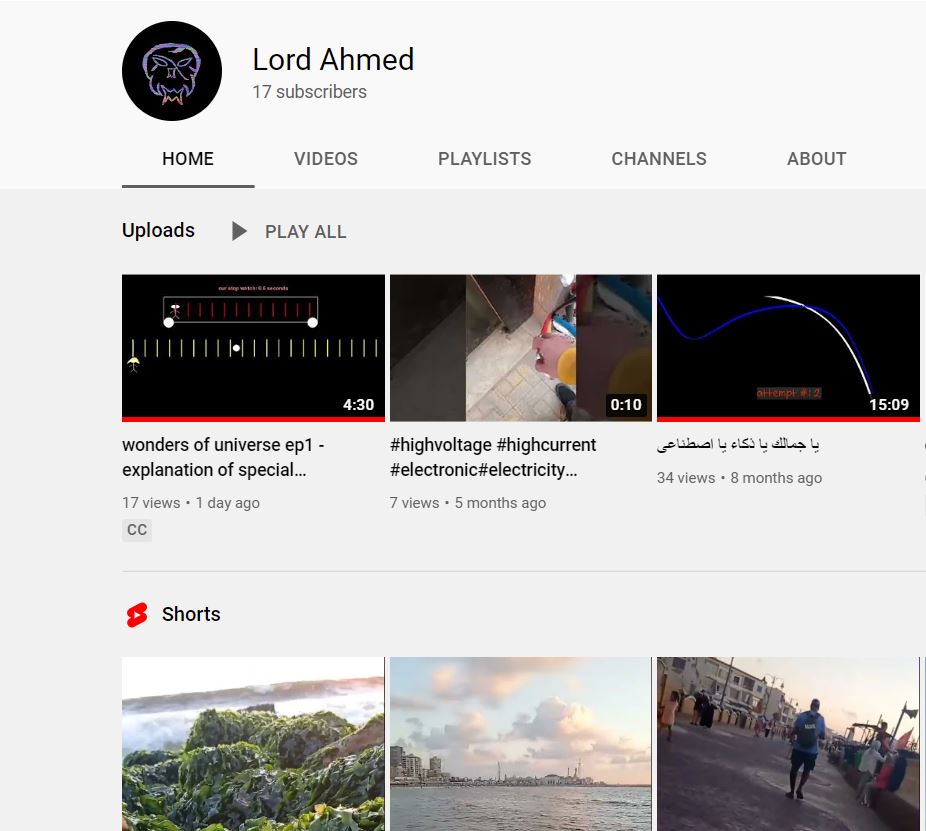 Lord Ahmed
17 subscribers
HOME VIDEOS PLAYLISTS CHANNELS ABOUT
Uploads PLAY ALL
our stop watch: 6.6 seconds
4:30
0:10
attempt #: 2
15:09
wonders of universe ep1 -
explanation of special...
17 views • 1 day ago
CC
#highvoltage #highcurrent
#electronic#electricity...
7 views • 5 months ago
يا جمالك يا ذكاء يا اصطناعي
34 views • 8 months ago
Shorts